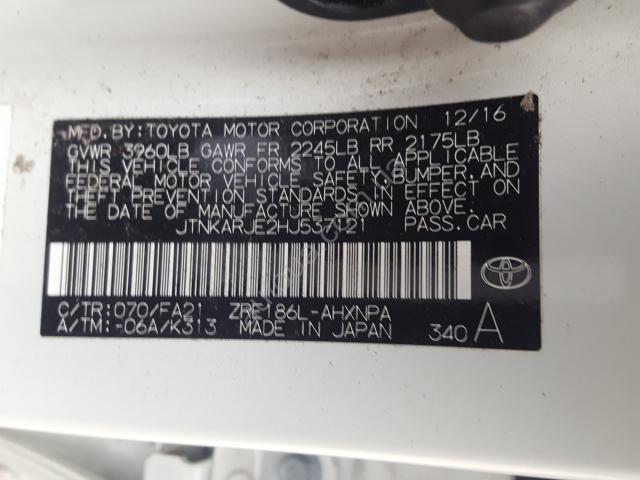 MFD. BY: TOYOTA MOTOR CORPORATION 12/16
GVWR 3960LB GAWR FR 2245LB RR 2175LB
THIS VEHICLE CONFORMS TO ALL APPLICABLE
FEDERAL MOTOR VEHICLE SAFETY, BUMPER, AND
THEFT PREVENTION STANDARDS IN EFFECT ON
THE DATE OF MANUFACTURE SHOWN ABOVE.
JTNKARJE2HJ537121 PASS. CAR
C/TR: 070/FA21 ZRE186L-AHXNPA
A/TM: -06A/K313 MADE IN JAPAN 340 A